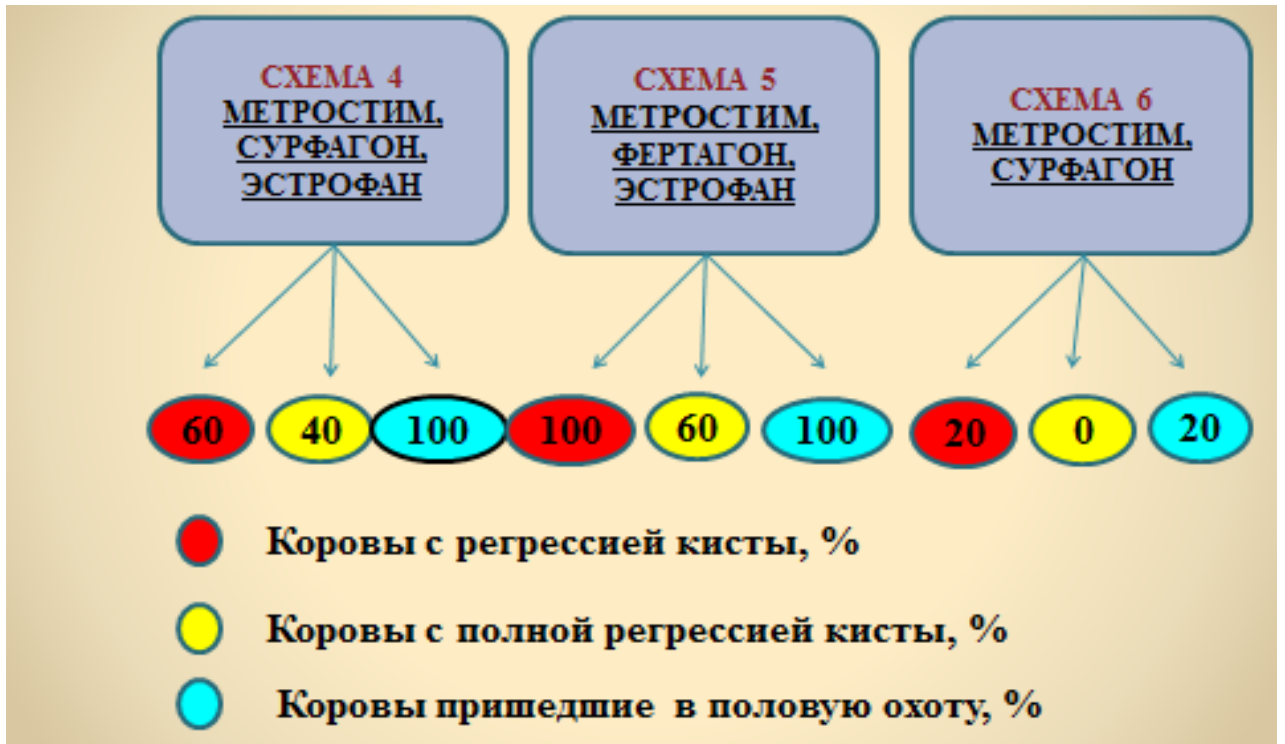 СХЕМА 4
МЕТРОСТИМ,
СУРФАГОН,
ЭСТРОФАН
СХЕМА 5
МЕТРОСТИМ,
ФЕРТАГОН,
ЭСТРОФАН
СХЕМА 6
МЕТРОСТИМ,
СУРФАГОН
60 40 100 100 60 100 20 0 20
Коровы с регрессией кисты, %
Коровы с полной регрессией кисты, %
Коровы пришедшие в половую охоту, %